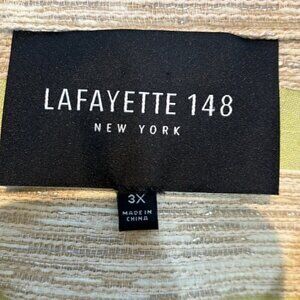 LAFAYETTE 148
NEW YORK
3X
MADE IN
CHINA